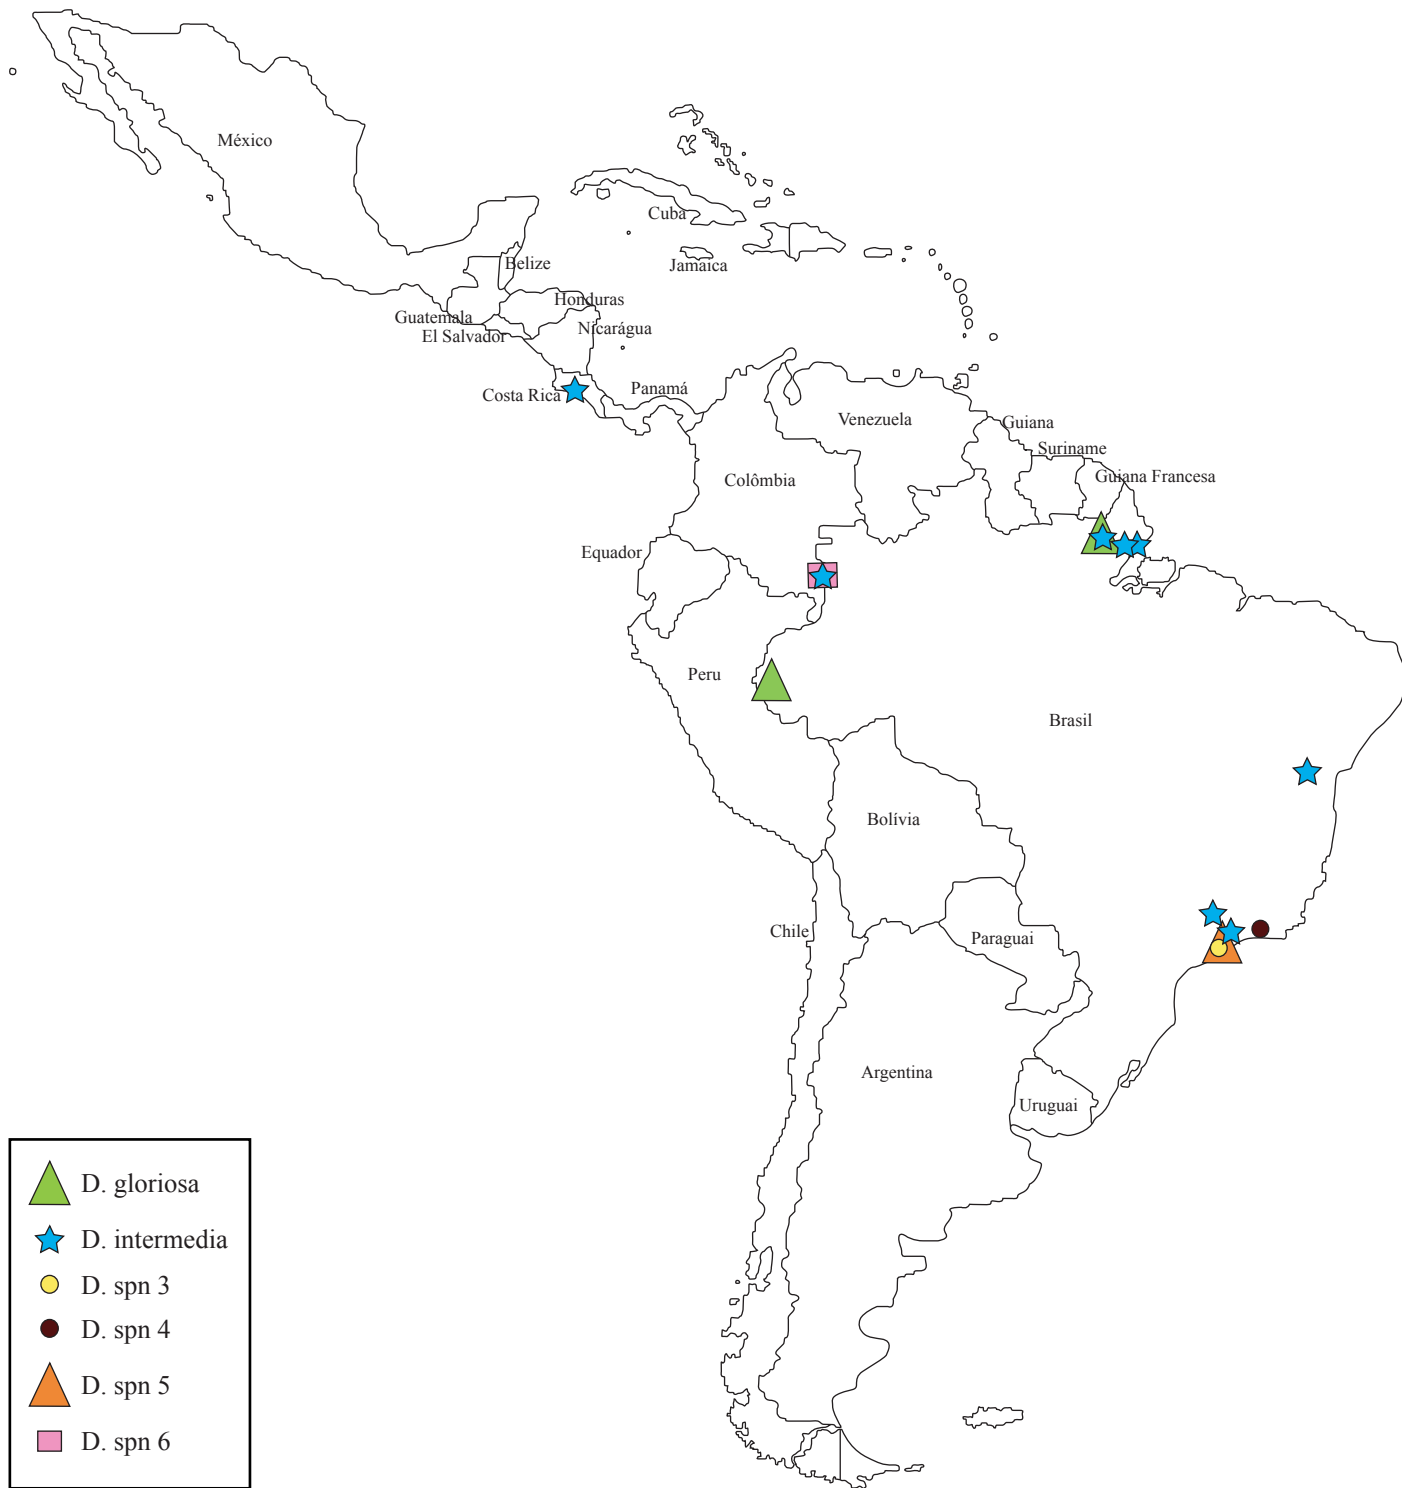 México
Cuba
Belize
Jamaica
Honduras
Guatemala
Nicarágua
El Salvador
Costa Rica
Panamá
Venezuela
Guiana
Suriname
Colômbia
Guiana Francesa
Equador
Peru
Brasil
Bolívia
Chile
Paraguai
Argentina
Uruguai
D. gloriosa
D. intermedia
D. spn 3
D. spn 4
D. spn 5
D. spn 6